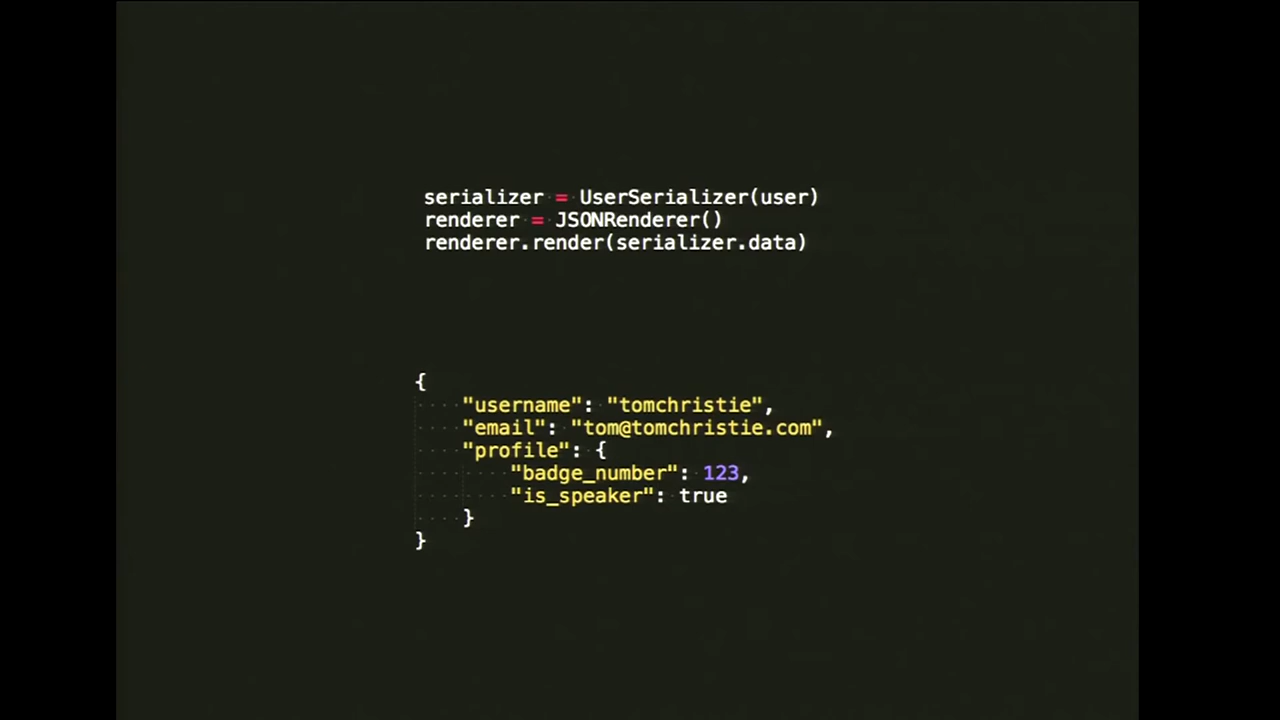 serializer = UserSerializer(user)
renderer = JSONRenderer()
renderer.render(serializer.data)
{
    "username": "tomchristie",
    "email": "tom@tomchristie.com",
    "profile": {
        "badge_number": 123,
        "is_speaker": true
    }
}